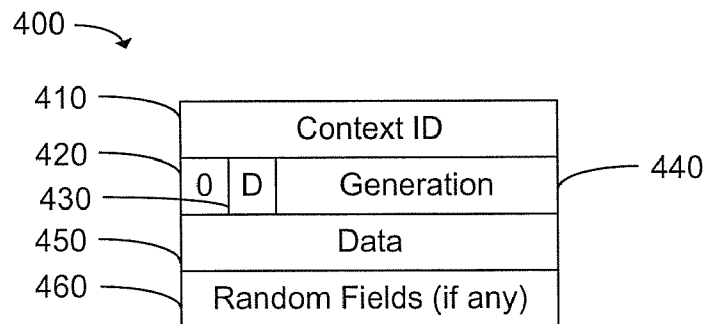 400
410
Context ID
420
0
D
Generation
440
430
450
Data
460
Random Fields (if any)